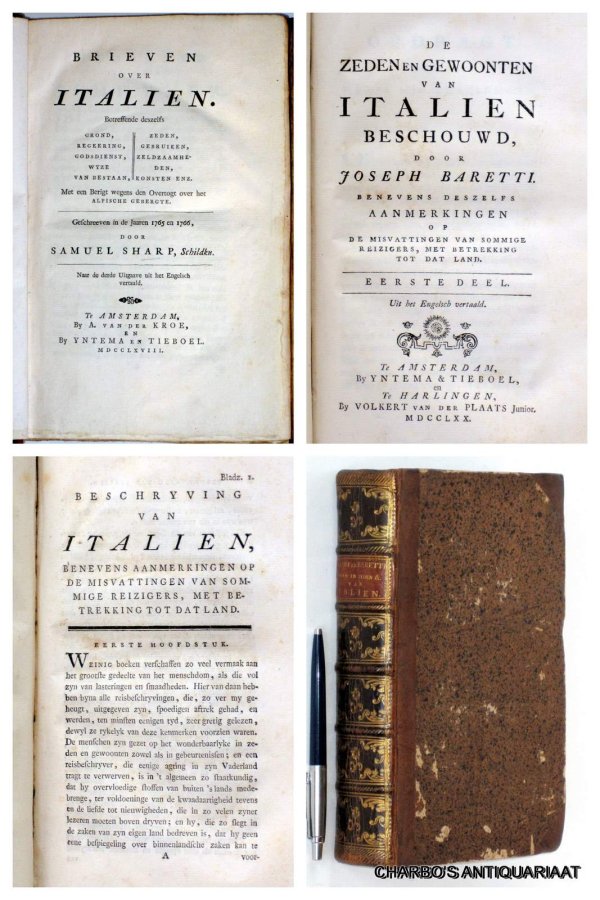 BRIEVEN
OVER
ITALIEN.
Betreffende deszelfs
GROND,
REGEERING,
GODSDIENST,
WYZE
VAN BESTAAN,
ZEDEN,
GEBRUIKEN,
ZELDZAAMHE-
DEN,
KONSTEN ENZ.
Met een Berigt wegens den Overtogt over het
ALPISCHE GEBERGTE.
Geschreeven in de Jaaren 1765 en 1766,
DOOR
SAMUEL SHARP, Schildkn.
Naar de derde Uitgaave uit het Engelsch
vertaald.
Te AMSTERDAM,
By A. VAN DER KROE,
EN
By YNTEMA EN TIEBOEL.
MDCCLXVIII.
DE
ZEDEN EN GEWOONTEN
VAN
ITALIEN
BESCHOUWD,
DOOR
JOSEPH BARETTI.
BENEVENS DESZELFS
AANMERKINGEN
OP
DE MISVATTINGEN VAN SOMMIGE
REIZIGERS, MET BETREKKING
TOT DAT LAND.
EERSTE DEEL.
Uit het Engelsch vertaald.
Te AMSTERDAM,
By YNTEMA & TIEBOEL,
en
Te HARLINGEN,
By VOLKERT VAN DER PLAATS Junior.
MDCCLXX.
Bladz. 1.
BESCHRYVING
VAN
ITALIEN,
BENEVENS AANMERKINGEN OP
DE MISVATTINGEN VAN SOM-
MIGE REIZIGERS, MET BE-
TREKKING TOT DAT LAND.
EERSTE HOOFDSTUK.
WEINIG boeken verschaffen zo veel vermaak aan
het grootste gedeelte van het menschdom, als die vol
zyn van lasteringen en smaadheden. Hier van daan heb-
ben byna alle reisbeschryvingen, die, zo ver my ge-
heugt, uitgegeven zyn, spoedigen aftrek gehad, en
werden, ten minsten eenigen tyd, zeer gretig gelezen,
dewyl ze rykelyk van deze kenmerken voorzien waren.
De menschen zyn gezet op het wonderbaarlyke in ze-
den en gewoonten zowel als in gebeurtenissen; en een
reisbeschryver, die eenige agting in zyn Vaderland
tragt te verwerven, is in 't algemeen zo staatkundig,
dat hy overvloedige stoffen van buiten 'slands mede-
brenge, ter voldoeninge van de kwaadaartigheid tevens
en de liefde tot nieuwigheden, die in zo velen zyner
lezeren moeten boven dryven; en hy, die zo slegt in
de zaken van zyn eigen land bedreven is, dat hy geen
eene bespiegeling over binnenlandsche zaken kan te
A voor-
VAN
ITALIEN.
CHARBO'S ANTIQUARIAAT